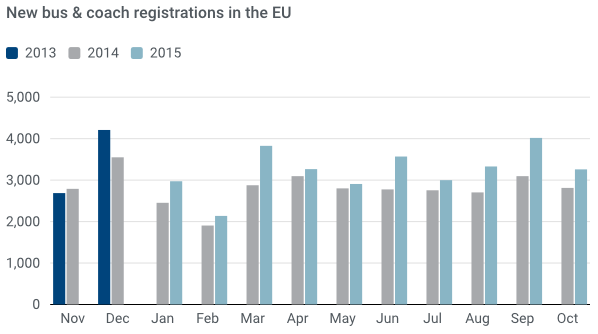 New bus & coach registrations in the EU
2013 2014 2015
5,000
4,000
3,000
2,000
1,000
0
Nov Dec Jan Feb Mar Apr May Jun Jul Aug Sep Oct